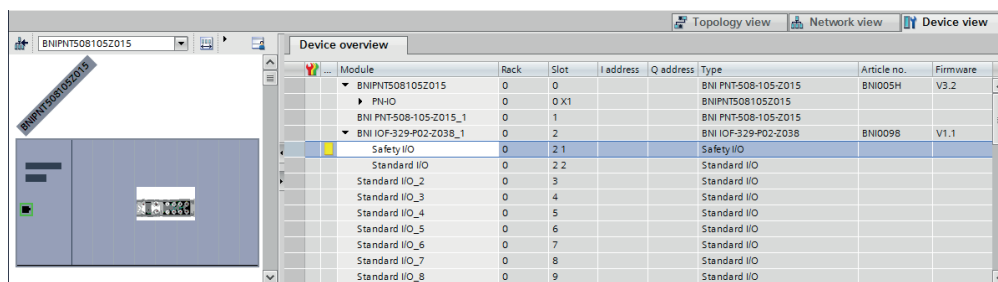 Topology view Network view Device view
BNIPNT508105Z015
Device overview
... Module Rack Slot I address Q address Type Article no. Firmware
BNIPNT508105Z015 0 0 BNI PNT-508-105-Z015 BNI005H V3.2
PN-IO 0 0 X1 BNIPNT508105Z015
BNI PNT-508-105-Z015_1 0 1 BNI PNT-508-105-Z015
BNI IOF-329-P02-Z038_1 0 2 BNI IOF-329-P02-Z038 BNI0098 V1.1
Safety I/O 0 2 1 Safety I/O
Standard I/O 0 2 2 Standard I/O
Standard I/O_2 0 3 Standard I/O
Standard I/O_3 0 4 Standard I/O
Standard I/O_4 0 5 Standard I/O
Standard I/O_5 0 6 Standard I/O
Standard I/O_6 0 7 Standard I/O
Standard I/O_7 0 8 Standard I/O
Standard I/O_8 0 9 Standard I/O
BNIPNT508105Z015